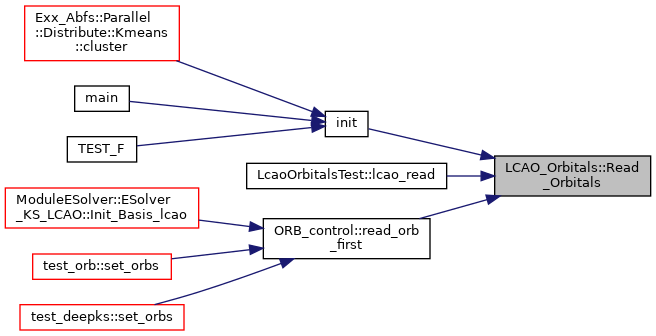 Exx_Abfs::Parallel
::Distribute::Kmeans
::cluster
main
TEST_F
init
LcaoOrbitalsTest::lcao_read
LCAO_Orbitals::Read
_Orbitals
ModuleESolver::ESolver
_KS_LCAO::Init_Basis_lcao
ORB_control::read_orb
_first
test_orb::set_orbs
test_deepks::set_orbs